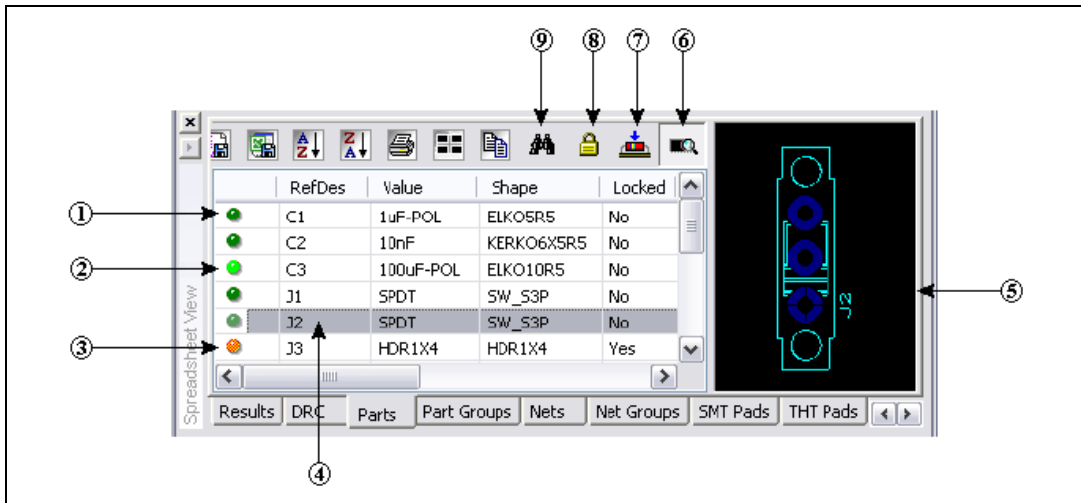 ⑨ ⑧ ⑦ ⑥
A Z Z A
RefDes Value Shape Locked
① C1 1uF-POL ELKO5R5 No
C2 10nF KERKO6X5R5 No
② C3 100uF-POL ELKO10R5 No
J1 SPDT SW_S3P No
J2 SPDT SW_S3P No
③ J3 HDR1X4 HDR1X4 Yes
J2
⑤
Spreadsheet View
Results DRC Parts Part Groups Nets Net Groups SMT Pads THT Pads
④